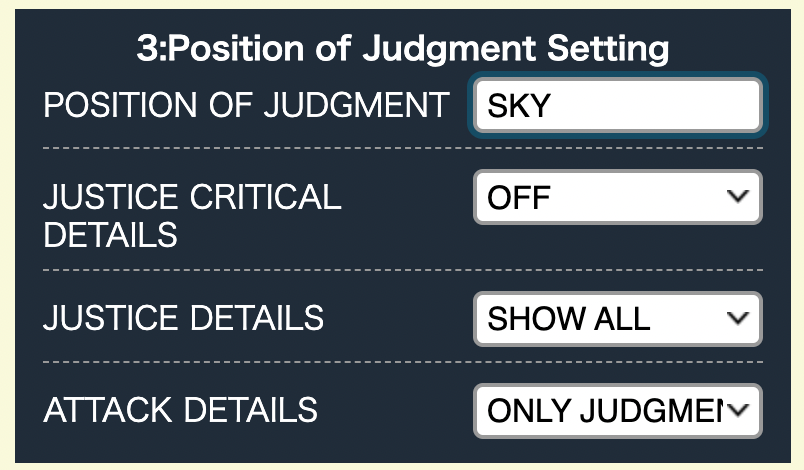 3:Position of Judgment Setting
POSITION OF JUDGMENT SKY
JUSTICE CRITICAL DETAILS OFF
JUSTICE DETAILS SHOW ALL
ATTACK DETAILS ONLY